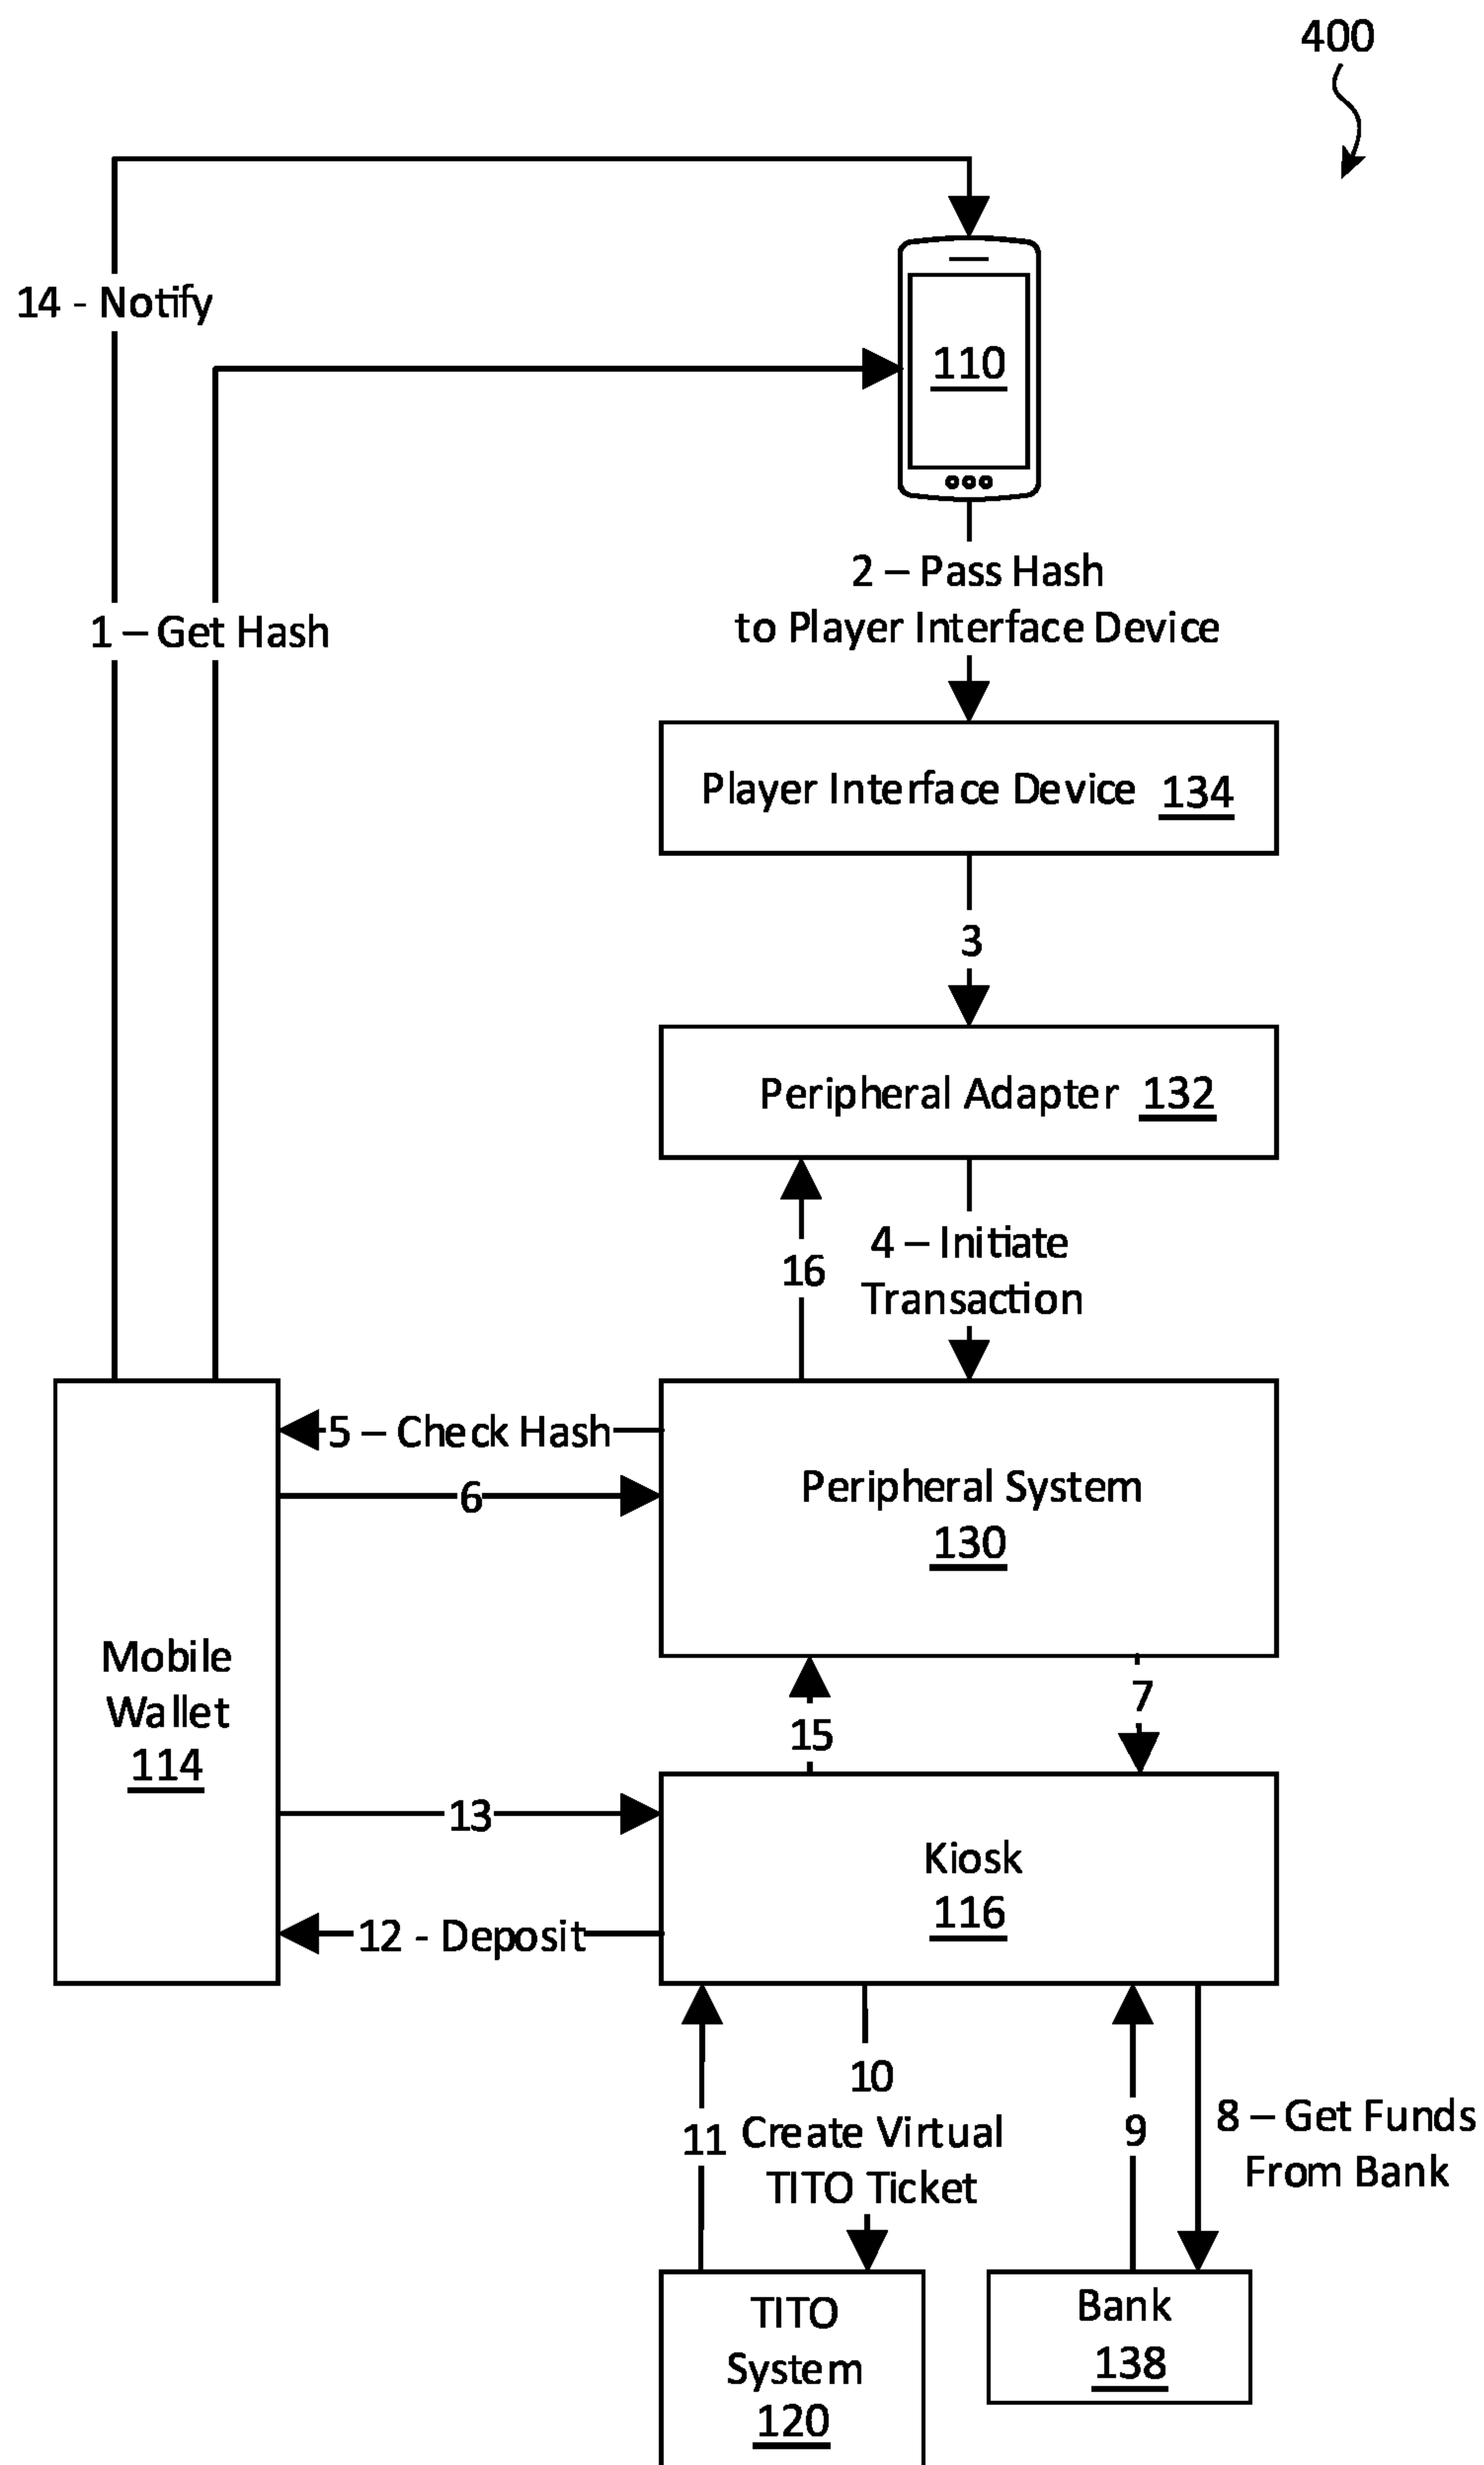 400
14 - Notify
110
2 – Pass Hash
to Player Interface Device
1 – Get Hash
Player Interface Device 134
3
Peripheral Adapter 132
16
4 – Initiate
Transaction
5 – Check Hash
6
Peripheral System
130
Mobile
Wallet
114
15
7
13
Kiosk
116
12 - Deposit
11
10
Create Virtual
TITO Ticket
9
8 – Get Funds
From Bank
TITO
System
120
Bank
138